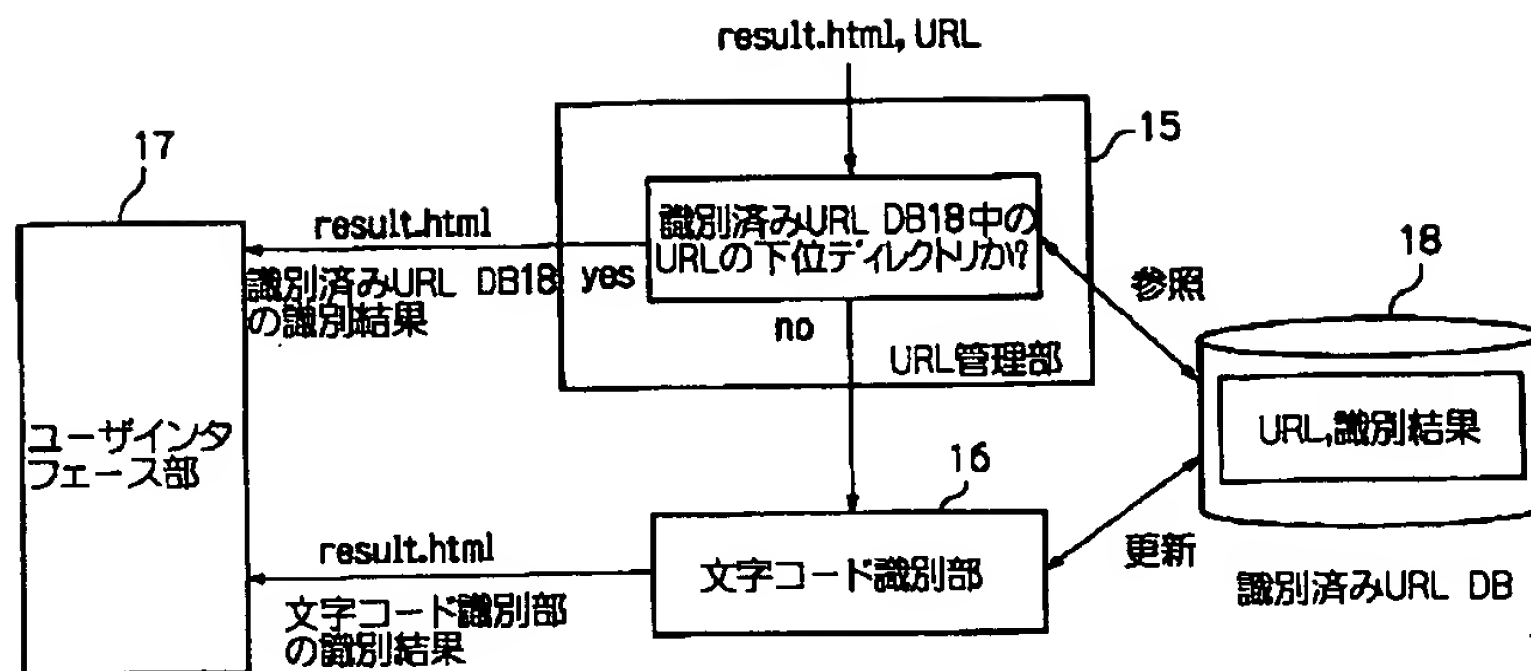 result.html, URL
15
17
識別済みURL DB18中の
URLの下位ディレクトリか?
result.html
yes
識別済みURL DB18
の識別結果
参照
18
no
URL管理部
URL,識別結果
ユーザインタ
フェース部
16
result.html
文字コード識別部
更新
識別済みURL DB
文字コード識別部
の識別結果